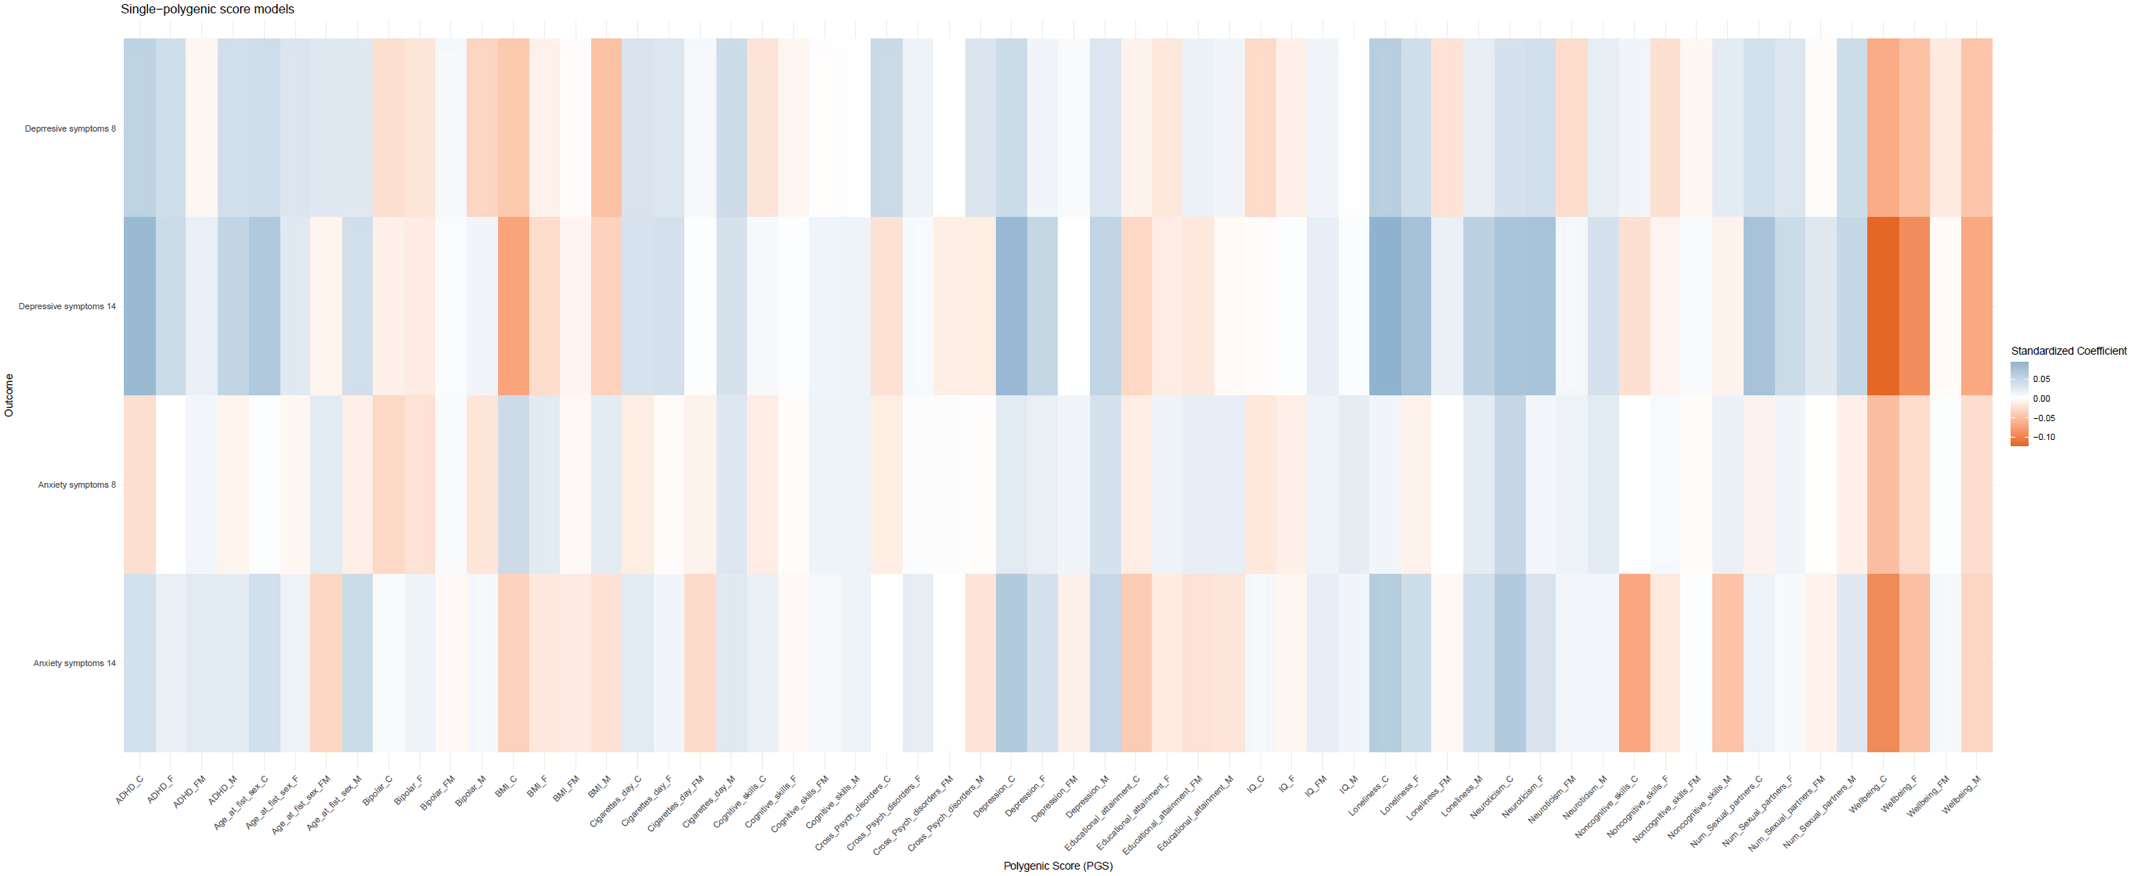 Single−polygenic score models
Outcome
Deprresive symptoms 8
Depressive symptoms 14
Anxiety symptoms 8
Anxiety symptoms 14
Standardized Coefficient
0.05
0.00
−0.05
−0.10
ADHD_C
ADHD_F
ADHD_FM
ADHD_M
Age_at_fist_sex_C
Age_at_fist_sex_F
Age_at_fist_sex_FM
Age_at_fist_sex_M
Bipolar_C
Bipolar_F
Bipolar_FM
Bipolar_M
BMI_C
BMI_F
BMI_FM
BMI_M
Cigarettes_day_C
Cigarettes_day_F
Cigarettes_day_FM
Cigarettes_day_M
Cognitive_skills_C
Cognitive_skills_F
Cognitive_skills_FM
Cognitive_skills_M
Cross_Psych_disorders_C
Cross_Psych_disorders_F
Cross_Psych_disorders_FM
Cross_Psych_disorders_M
Depression_C
Depression_F
Depression_FM
Depression_M
Educational_attainment_C
Educational_attainment_F
Educational_attainment_FM
Educational_attainment_M
IQ_C
IQ_F
IQ_FM
IQ_M
Loneliness_C
Loneliness_F
Loneliness_FM
Loneliness_M
Neuroticism_C
Neuroticism_F
Neuroticism_FM
Neuroticism_M
Noncognitive_skills_C
Noncognitive_skills_F
Noncognitive_skills_FM
Noncognitive_skills_M
Num_Sexual_partners_C
Num_Sexual_partners_F
Num_Sexual_partners_FM
Num_Sexual_partners_M
Wellbeing_C
Wellbeing_F
Wellbeing_FM
Wellbeing_M
Polygenic Score (PGS)